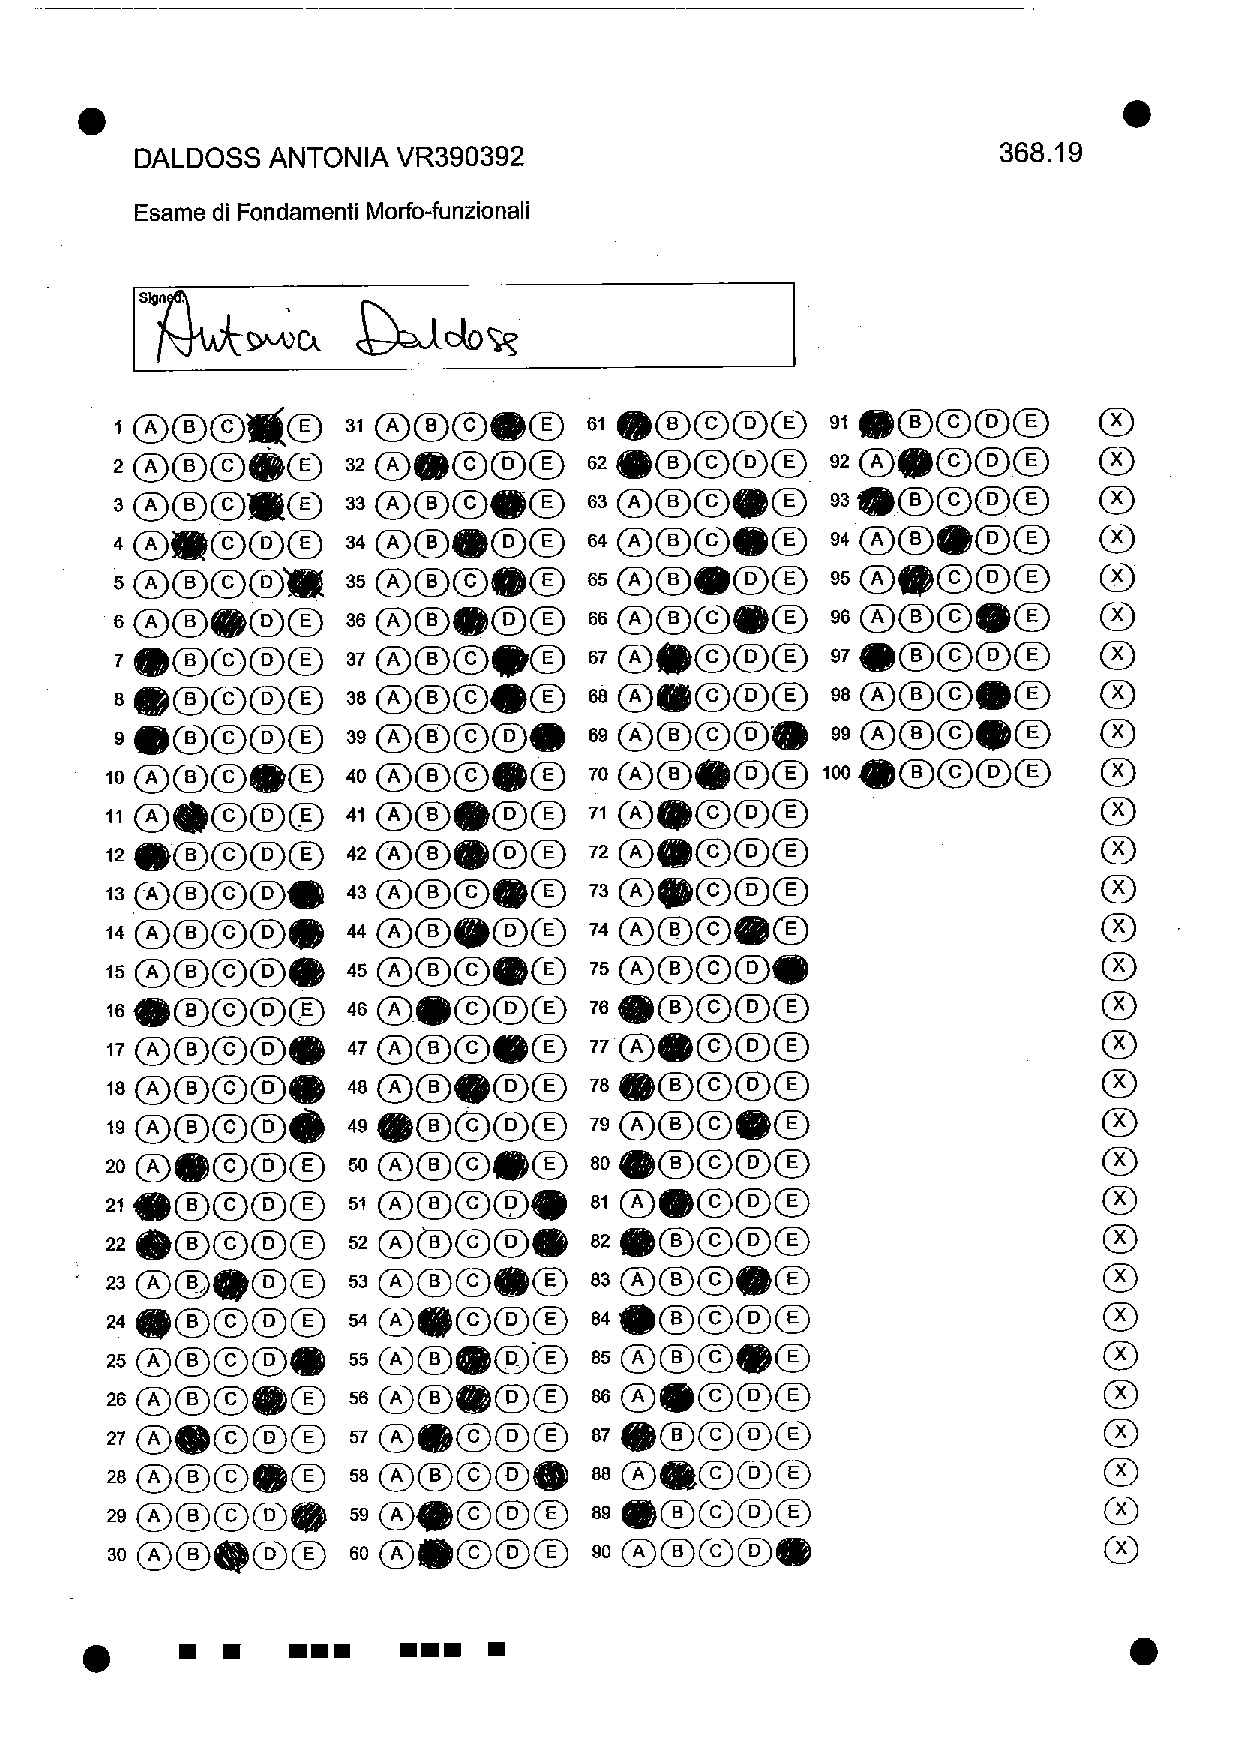 DALDOSS ANTONIA VR390392 368.19
Esame di Fondamenti Morfo-funzionali
Signed:
Antonia Daldoss
1 A B C E 31 A B C E 61 B C D E 91 B C D E X
2 A B C E 32 A C D E 62 B C D E 92 A C D E X
3 A B C E 33 A B C E 63 A B C E 93 B C D E X
4 A C D E 34 A B D E 64 A B C E 94 A B D E X
5 A B C D 35 A B C E 65 A B D E 95 A C D E X
6 A B D E 36 A B D E 66 A B C E 96 A B C E X
7 B C D E 37 A B C E 67 A C D E 97 B C D E X
8 B C D E 38 A B C E 68 A C D E 98 A B C E X
9 B C D E 39 A B C D 69 A B C D 99 A B C E X
10 A B C E 40 A B C E 70 A B D E 100 B C D E X
11 A C D E 41 A B D E 71 A C D E X
12 B C D E 42 A B D E 72 A C D E X
13 A B C D 43 A B C E 73 A C D E X
14 A B C D 44 A B D E 74 A B C E X
15 A B C D 45 A B C E 75 A B C D X
16 B C D E 46 A C D E 76 B C D E X
17 A B C D 47 A B C E 77 A C D E X
18 A B C D 48 A B D E 78 B C D E X
19 A B C D 49 B C D E 79 A B C E X
20 A C D E 50 A B C E 80 B C D E X
21 B C D E 51 A B C D 81 A C D E X
22 B C D E 52 A B C D 82 B C D E X
23 A B D E 53 A B C E 83 A B C E X
24 B C D E 54 A C D E 84 B C D E X
25 A B C D 55 A B D E 85 A B C E X
26 A B C E 56 A B D E 86 A C D E X
27 A C D E 57 A C D E 87 B C D E X
28 A B C E 58 A B C D 88 A C D E X
29 A B C D 59 A C D E 89 B C D E X
30 A B D E 60 A C D E 90 A B C D X